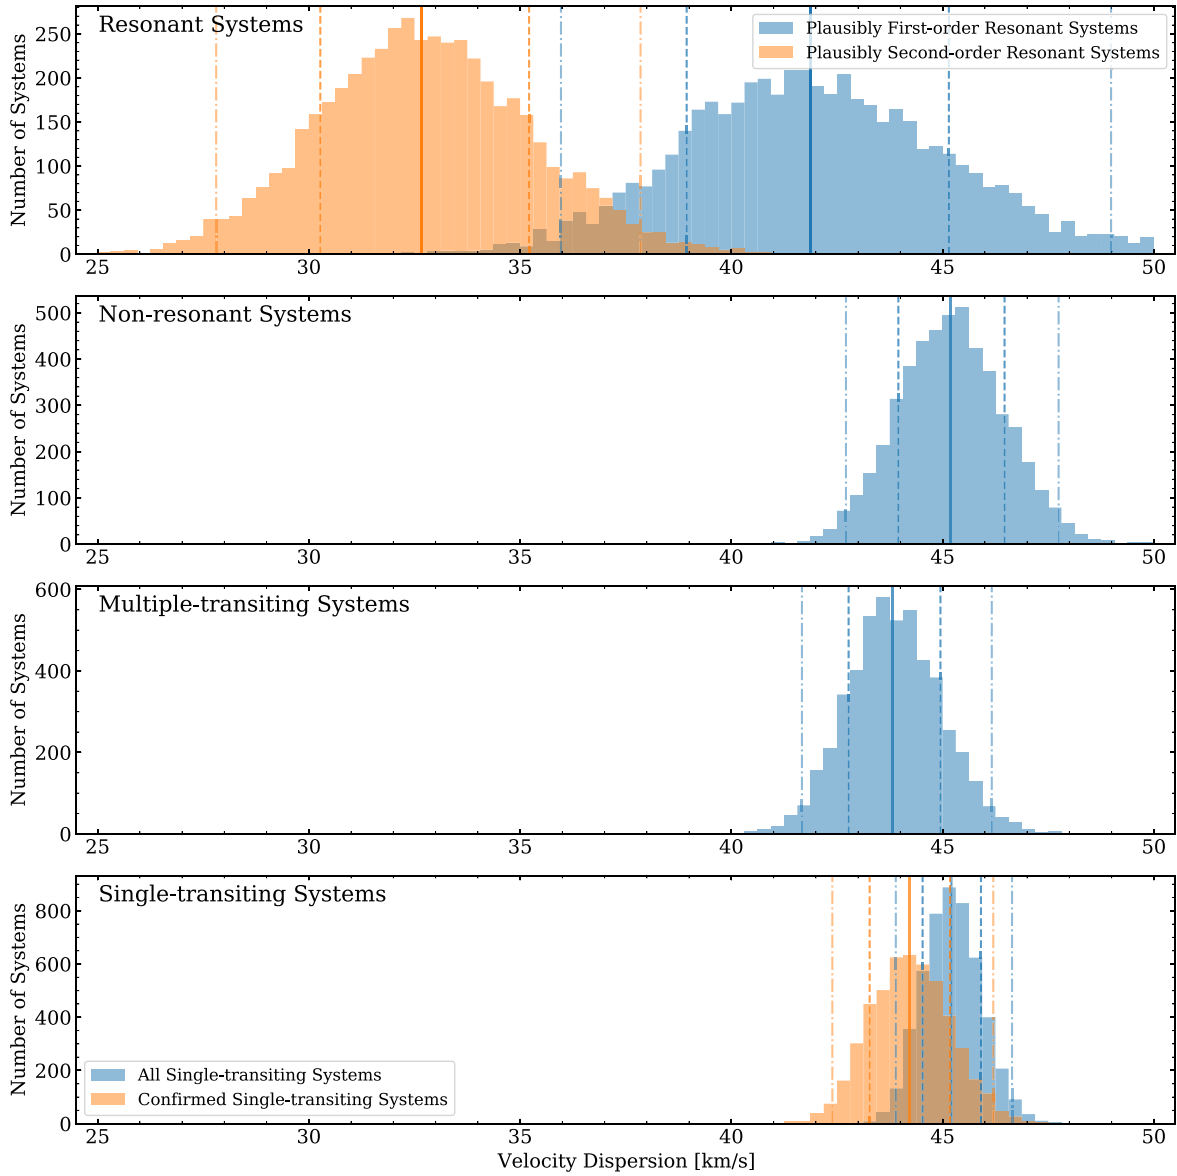 Resonant Systems
Plausibly First-order Resonant Systems
Plausibly Second-order Resonant Systems
Number of Systems
250
200
150
100
50
0
25 30 35 40 45 50
Non-resonant Systems
Number of Systems
500
400
300
200
100
0
25 30 35 40 45 50
Multiple-transiting Systems
Number of Systems
600
400
200
0
25 30 35 40 45 50
Single-transiting Systems
Number of Systems
800
600
400
200
0
All Single-transiting Systems
Confirmed Single-transiting Systems
25 30 35 40 45 50
Velocity Dispersion [km/s]